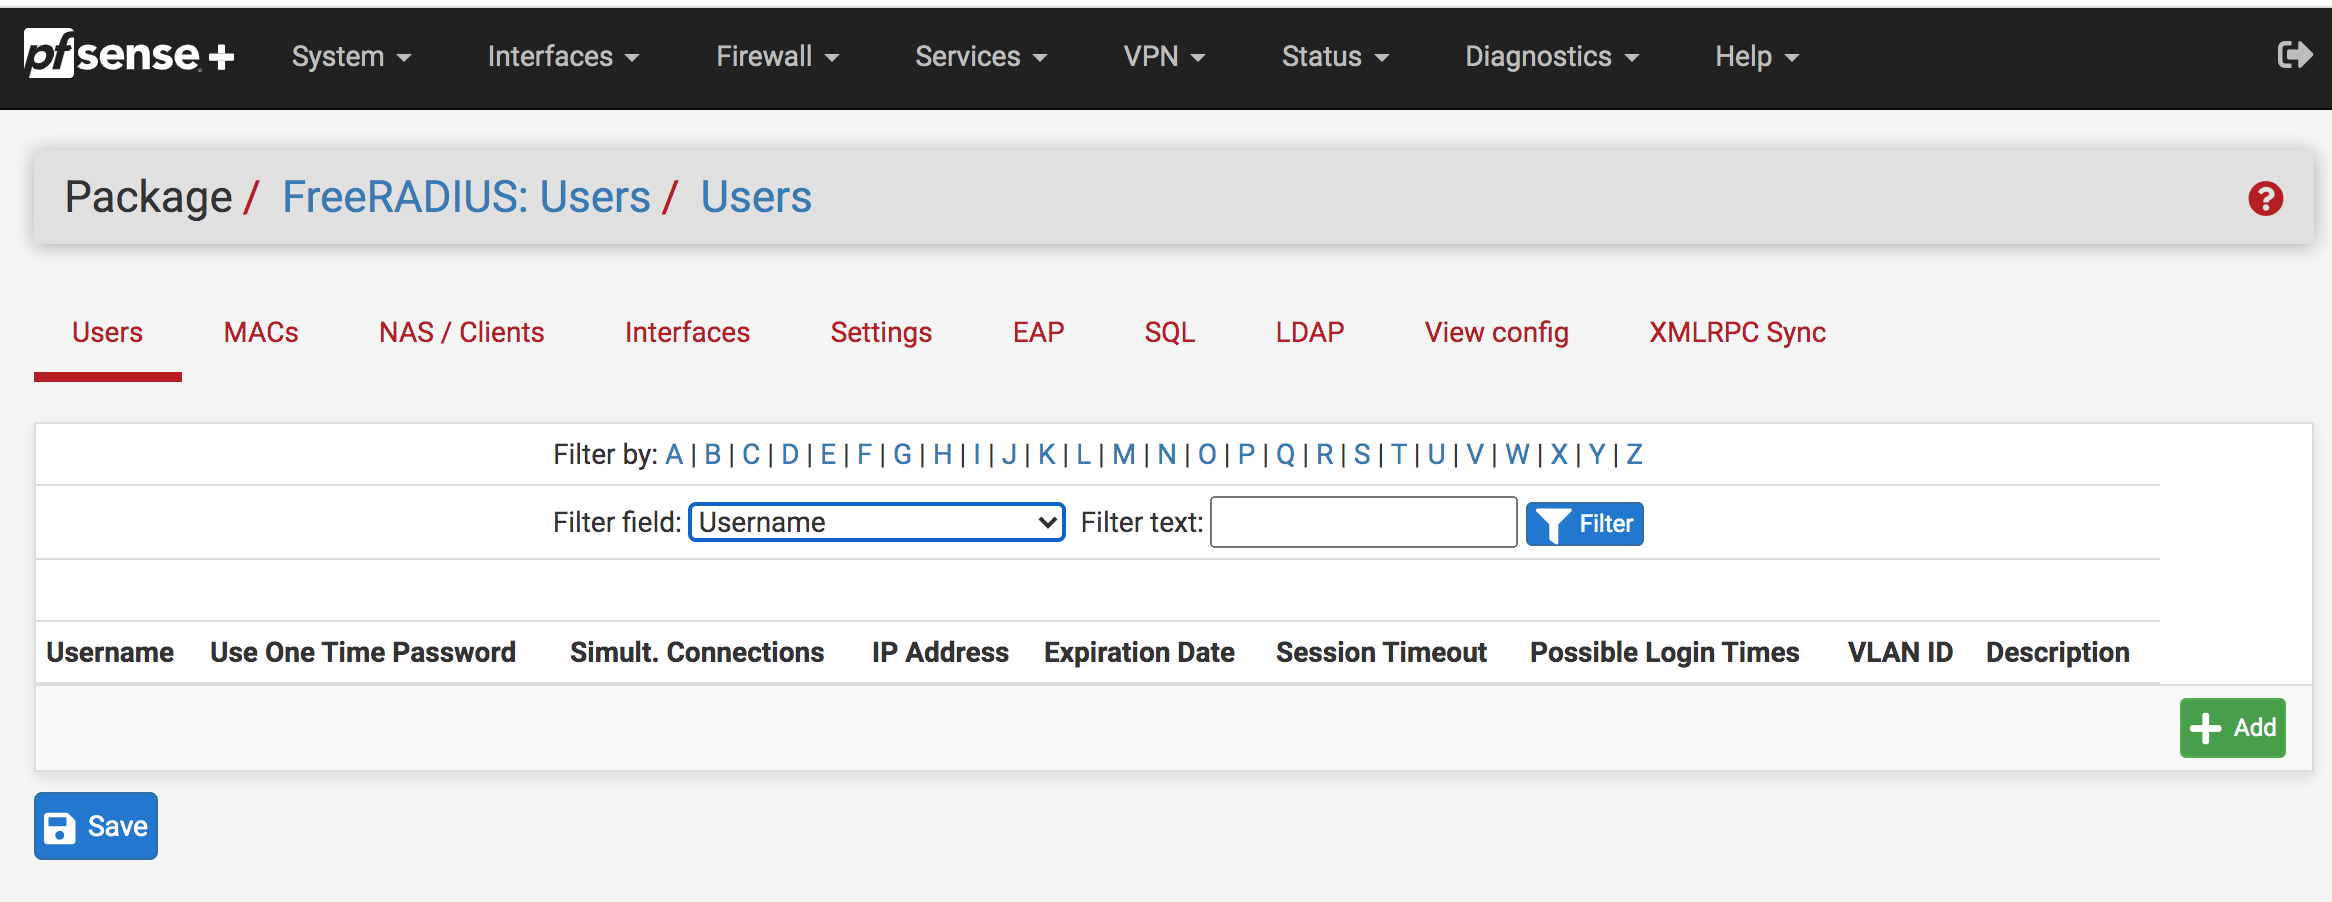 pfsense+ System Interfaces Firewall Services VPN Status Diagnostics Help
Package / FreeRADIUS: Users / Users
Users MACs NAS / Clients Interfaces Settings EAP SQL LDAP View config XMLRPC Sync
Filter by: A | B | C | D | E | F | G | H | I | J | K | L | M | N | O | P | Q | R | S | T | U | V | W | X | Y | Z
Filter field: Username Filter text: Filter
Username Use One Time Password Simult. Connections IP Address Expiration Date Session Timeout Possible Login Times VLAN ID Description
Add
Save